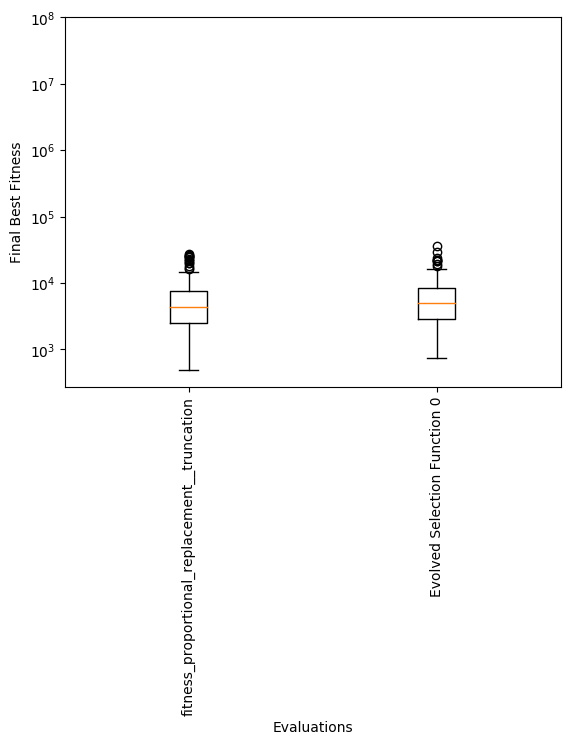 Final Best Fitness
10^8
10^7
10^6
10^5
10^4
10^3
fitness_proportional_replacement__truncation
Evolved Selection Function 0
Evaluations